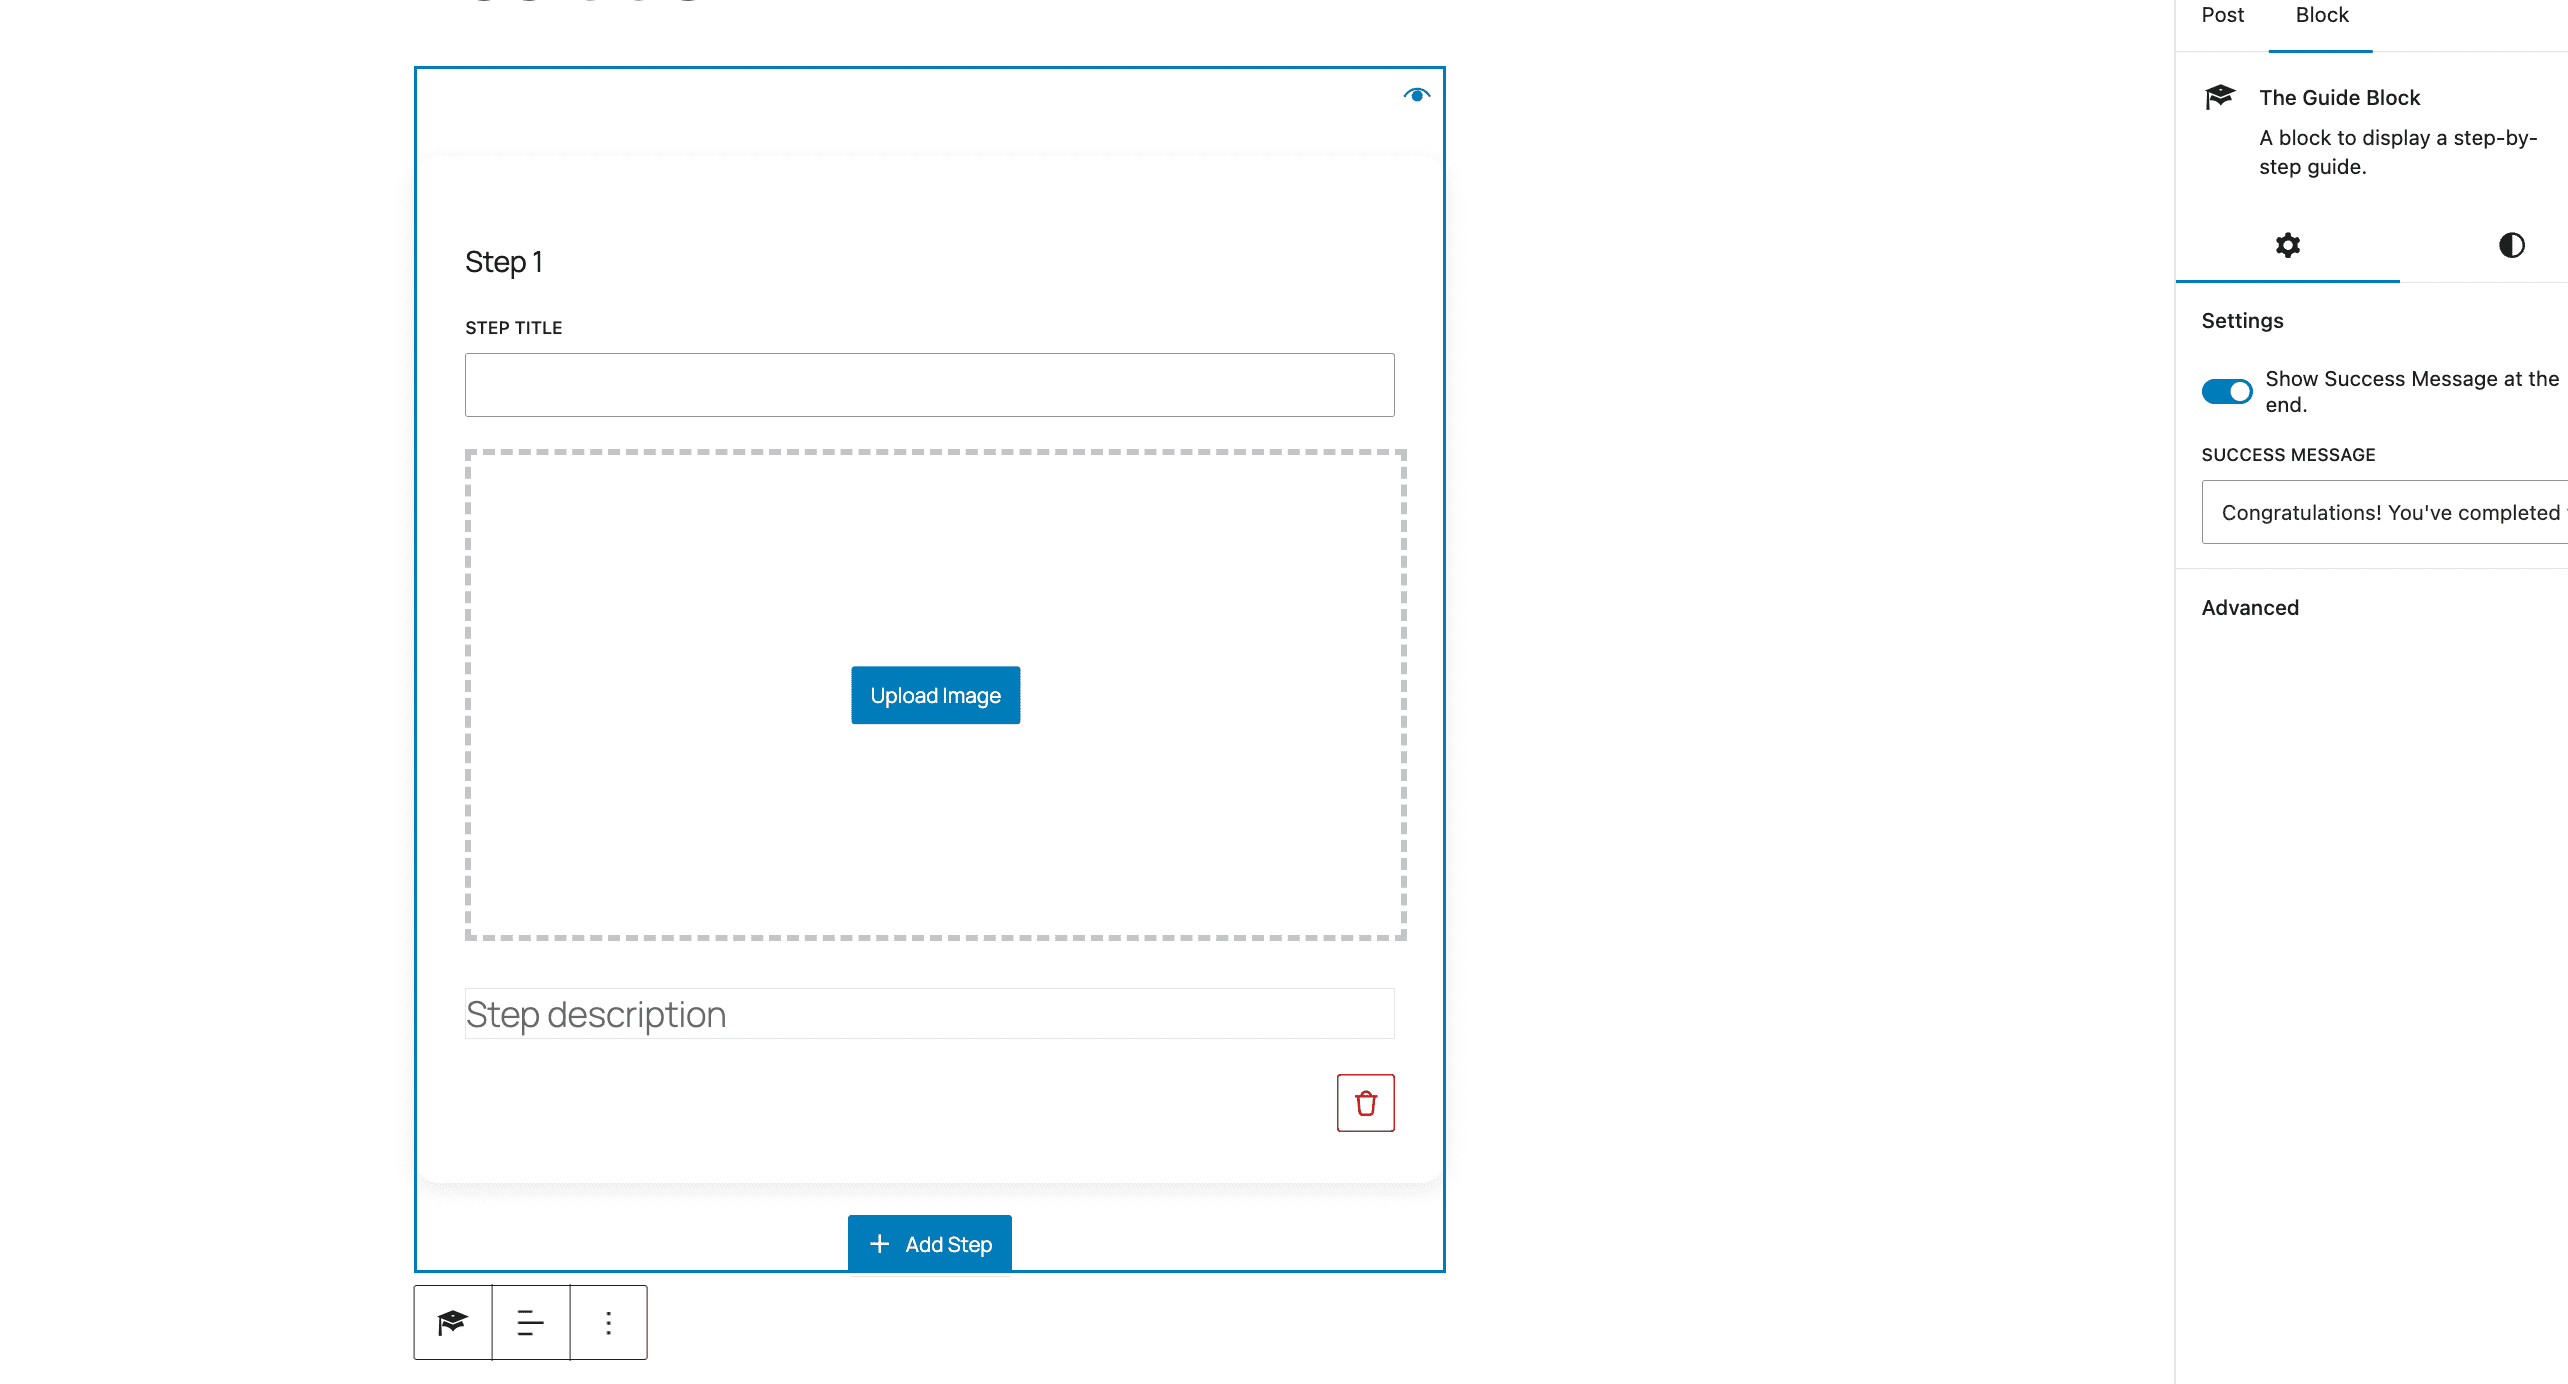 Post Block
The Guide Block
A block to display a step-by-
step guide.
Step 1
STEP TITLE
Upload Image
Step description
Add Step
Settings
Show Success Message at the
end.
SUCCESS MESSAGE
Congratulations! You've completed
Advanced